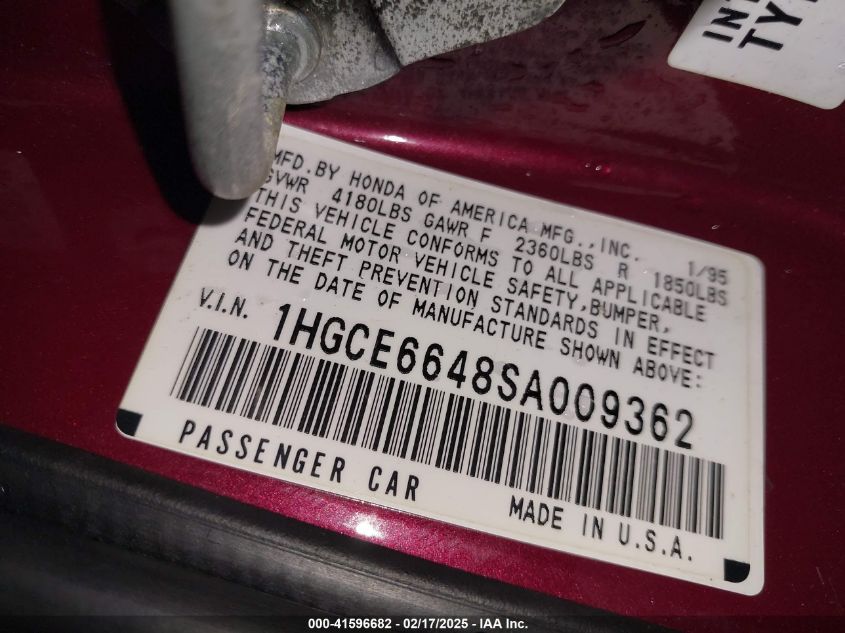 INT
TY
MFD.BY HONDA OF AMERICA MFG.,INC. 1/95
GVWR 4180LBS GAWR F 2360LBS R 1850LBS
THIS VEHICLE CONFORMS TO ALL APPLICABLE
FEDERAL MOTOR VEHICLE SAFETY,BUMPER,
AND THEFT PREVENTION STANDARDS IN EFFECT
ON THE DATE OF MANUFACTURE SHOWN ABOVE:
V.I.N. 1HGCE6648SA009362
PASSENGER CAR MADE IN U.S.A.
000-41596682 - 02/17/2025 - IAA Inc.